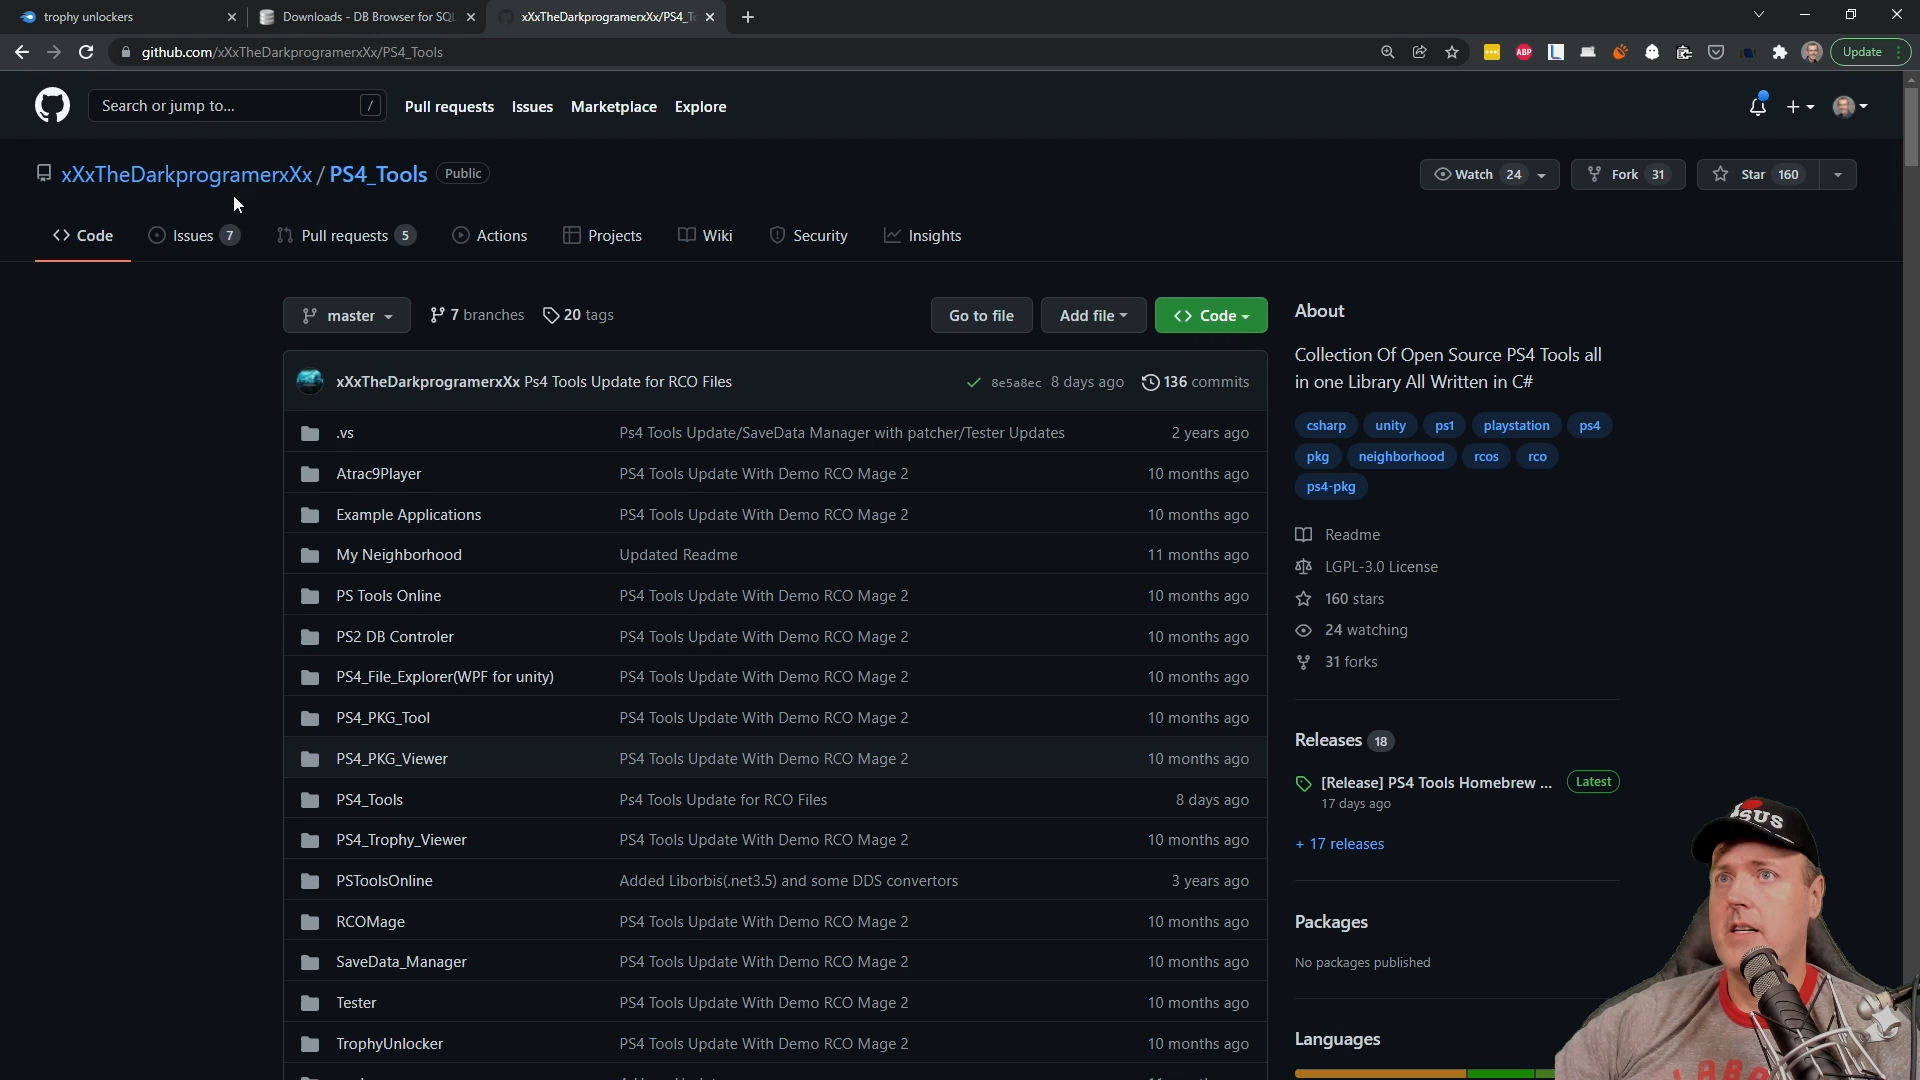 trophy unlockers
Downloads - DB Browser for SQL
xXxTheDarkprogramerxXx/PS4_T
github.com/xXxTheDarkprogramerxXx/PS4_Tools
ABP
Update
Search or jump to...
/
Pull requests
Issues
Marketplace
Explore
xXxTheDarkprogramerxXx / PS4_Tools
Public
Watch 24
Fork 31
Star 160
Code
Issues 7
Pull requests 5
Actions
Projects
Wiki
Security
Insights
master
7 branches
20 tags
Go to file
Add file
Code
xXxTheDarkprogramerxXx Ps4 Tools Update for RCO Files
8e5a8ec 8 days ago
136 commits
.vs Ps4 Tools Update/SaveData Manager with patcher/Tester Updates 2 years ago
Atrac9Player PS4 Tools Update With Demo RCO Mage 2 10 months ago
Example Applications PS4 Tools Update With Demo RCO Mage 2 10 months ago
My Neighborhood Updated Readme 11 months ago
PS Tools Online PS4 Tools Update With Demo RCO Mage 2 10 months ago
PS2 DB Controler PS4 Tools Update With Demo RCO Mage 2 10 months ago
PS4_File_Explorer(WPF for unity) PS4 Tools Update With Demo RCO Mage 2 10 months ago
PS4_PKG_Tool PS4 Tools Update With Demo RCO Mage 2 10 months ago
PS4_PKG_Viewer PS4 Tools Update With Demo RCO Mage 2 10 months ago
PS4_Tools Ps4 Tools Update for RCO Files 8 days ago
PS4_Trophy_Viewer PS4 Tools Update With Demo RCO Mage 2 10 months ago
PSToolsOnline Added Liborbis(.net3.5) and some DDS convertors 3 years ago
RCOMage PS4 Tools Update With Demo RCO Mage 2 10 months ago
SaveData_Manager PS4 Tools Update With Demo RCO Mage 2 10 months ago
Tester PS4 Tools Update With Demo RCO Mage 2 10 months ago
TrophyUnlocker PS4 Tools Update With Demo RCO Mage 2 10 months ago
About
Collection Of Open Source PS4 Tools all
in one Library All Written in C#
csharp unity ps1 playstation ps4
pkg neighborhood rcos rco
ps4-pkg
Readme
LGPL-3.0 License
160 stars
24 watching
31 forks
Releases 18
[Release] PS4 Tools Homebrew ... Latest
17 days ago
+ 17 releases
Packages
No packages published
Languages